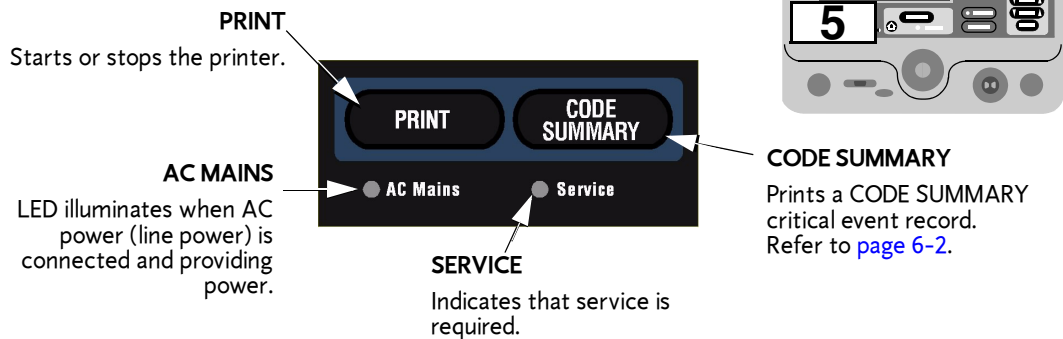 PRINT
Starts or stops the printer.
5
PRINT
CODE
SUMMARY
AC Mains
Service
AC MAINS
LED illuminates when AC
power (line power) is
connected and providing
power.
SERVICE
Indicates that service is
required.
CODE SUMMARY
Prints a CODE SUMMARY
critical event record.
Refer to page 6-2.